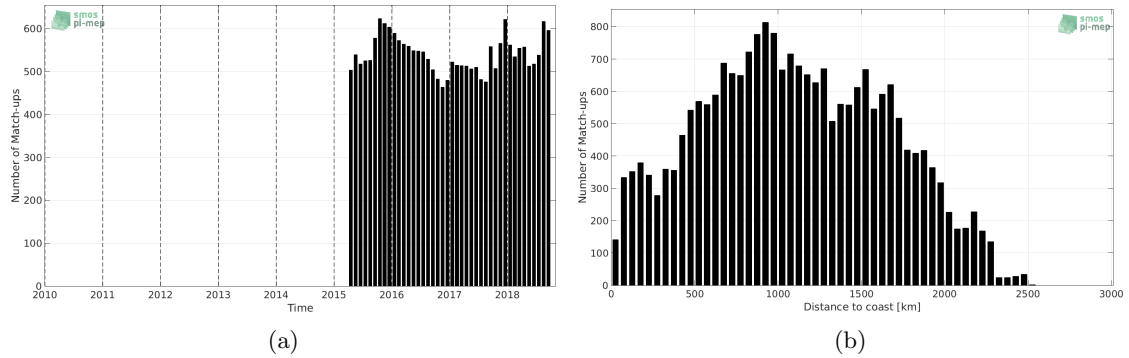 smos
pi-mep
Number of Match-ups
600
500
400
300
200
100
0
2010 2011 2012 2013 2014 2015 2016 2017 2018
Time
(a)
smos
pi-mep
Number of Match-ups
800
700
600
500
400
300
200
100
0
0 500 1000 1500 2000 2500 3000
Distance to coast [km]
(b)